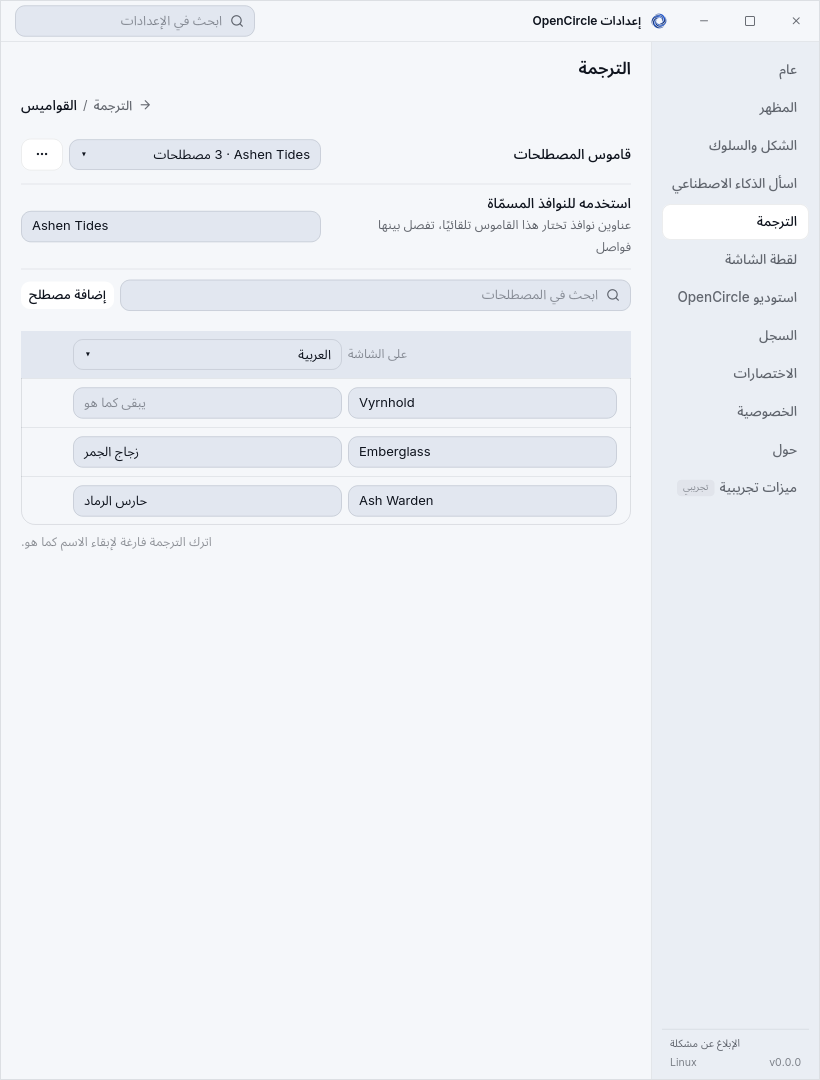 إعدادات OpenCircle
ابحث في الإعدادات
عام
المظهر
الشكل والسلوك
اسأل الذكاء الاصطناعي
الترجمة
لقطة الشاشة
استوديو OpenCircle
السجل
الاختصارات
الخصوصية
حول
ميزات تجريبية تجريبي
الإبلاغ عن مشكلة
v0.0.0 Linux
الترجمة
الترجمة / القواميس
قاموس المصطلحات
Ashen Tides · 3 مصطلحات
استخدمه للنوافذ المسمّاة
عناوين نوافذ تختار هذا القاموس تلقائيًا، تفصل بينها
فواصل
Ashen Tides
ابحث في المصطلحات
إضافة مصطلح
على الشاشة
العربية
Vyrnhold
يبقى كما هو
Emberglass
زجاج الجمر
Ash Warden
حارس الرماد
اترك الترجمة فارغة لإبقاء الاسم كما هو.